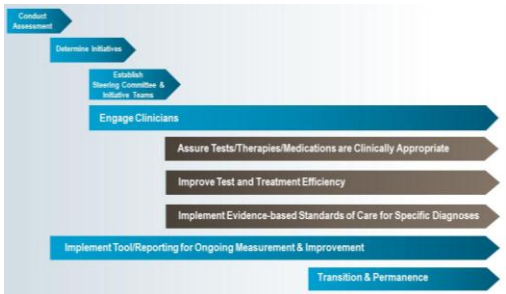 Conduct
Assessment
Determine Initiatives
Establish
Steering Committee &
Initiative Teams
Engage Clinicians
Assure Tests/Therapies/Medications are Clinically Appropriate
Improve Test and Treatment Efficiency
Implement Evidence-based Standards of Care for Specific Diagnoses
Implement Tool/Reporting for Ongoing Measurement & Improvement
Transition & Permanence